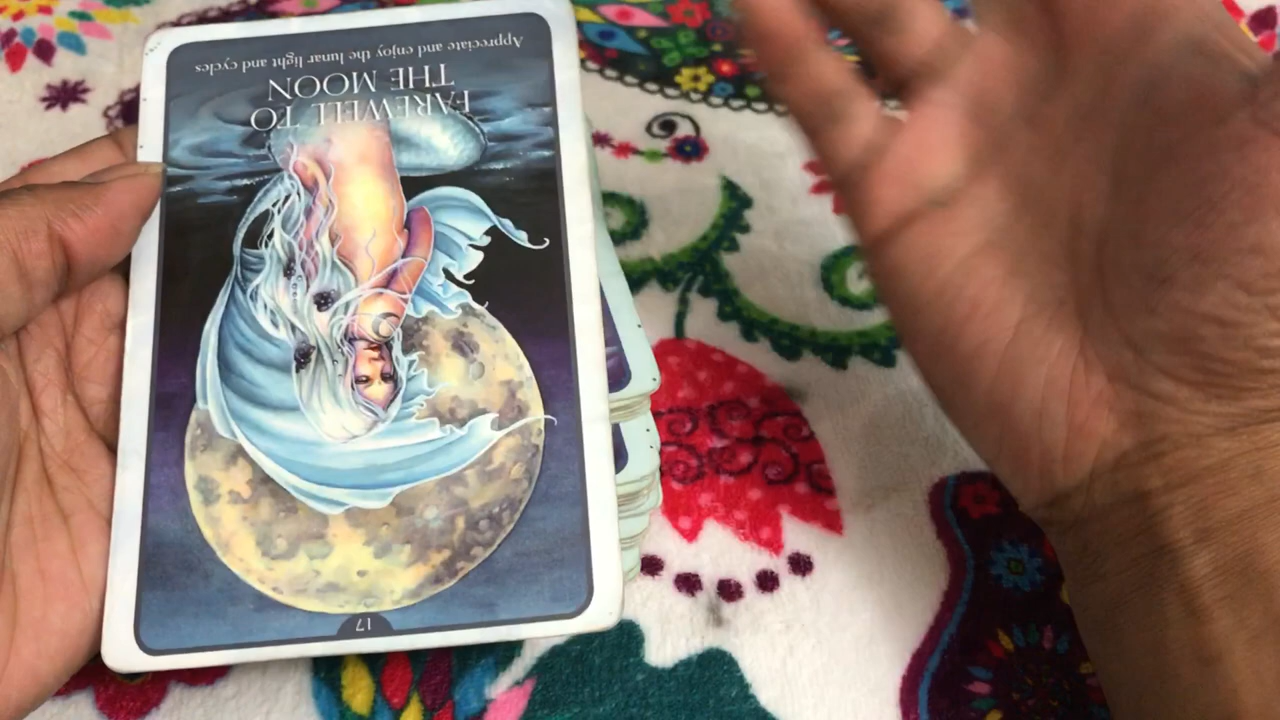 17
FAREWELL TO
THE MOON
Appreciate and enjoy the lunar light and cycles